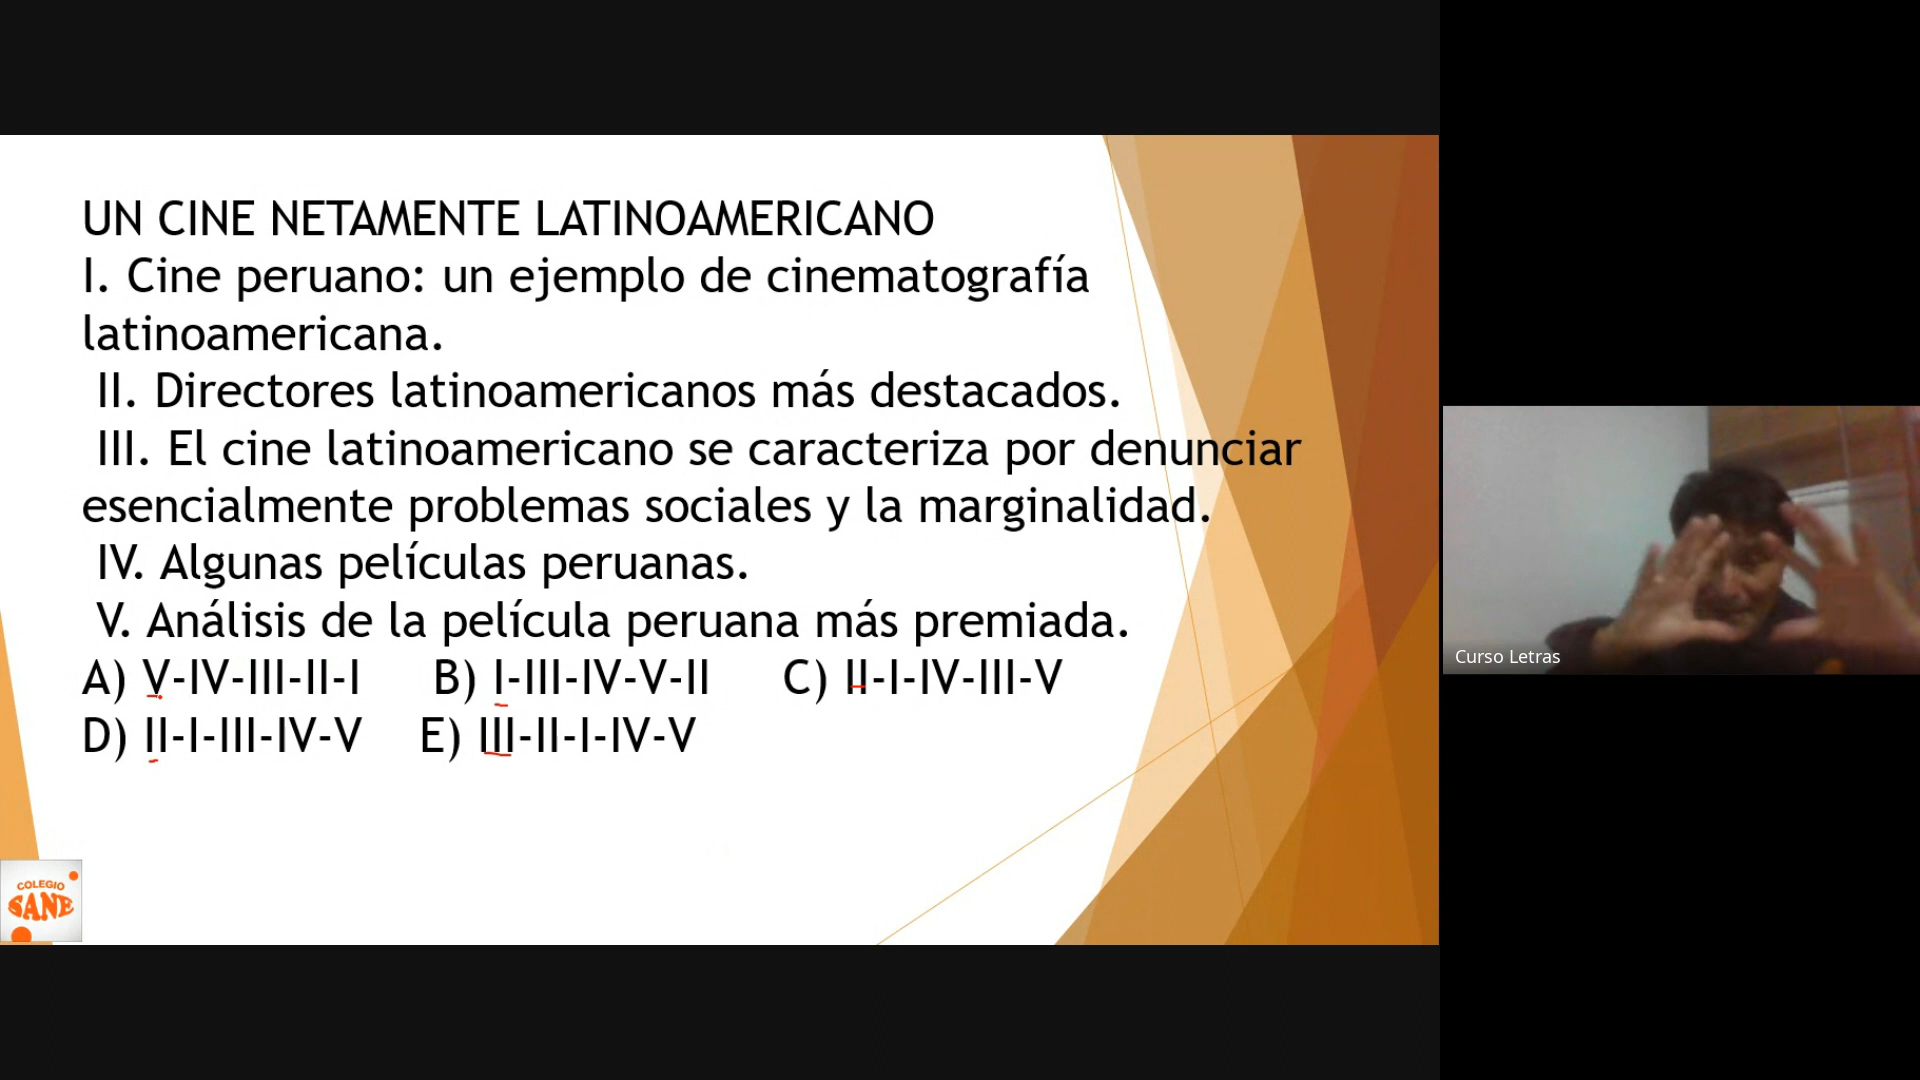 UN CINE NETAMENTE LATINOAMERICANO
I. Cine peruano: un ejemplo de cinematografía
latinoamericana.
II. Directores latinoamericanos más destacados.
III. El cine latinoamericano se caracteriza por denunciar
esencialmente problemas sociales y la marginalidad.
IV. Algunas películas peruanas.
V. Análisis de la película peruana más premiada.
A) V-IV-III-II-I B) I-III-IV-V-II C) II-I-IV-III-V
D) II-I-III-IV-V E) III-II-I-IV-V
COLEGIO
SANE
Curso Letras